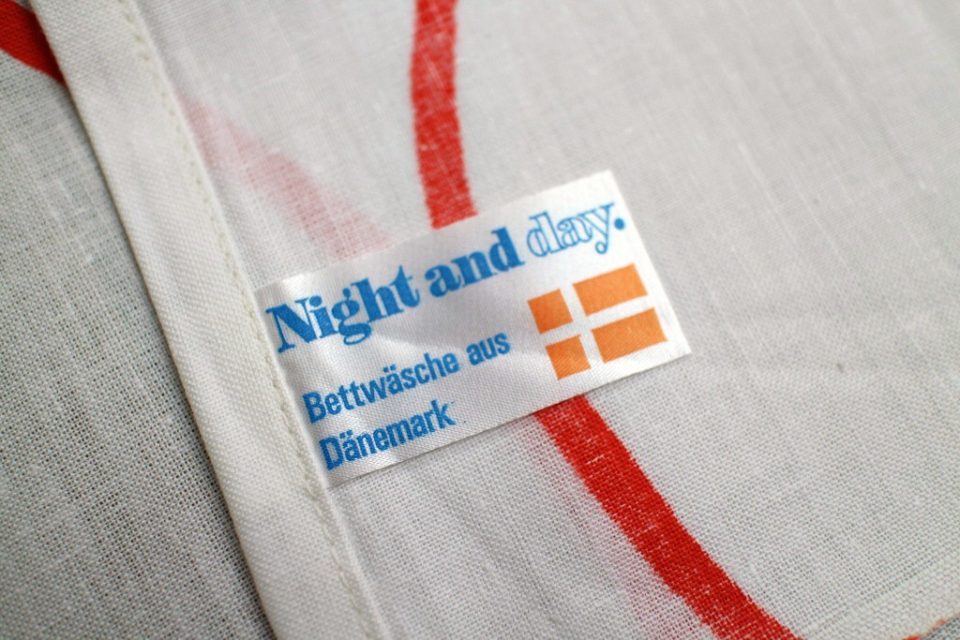 Night and day.
Bettwäsche aus
Dänemark